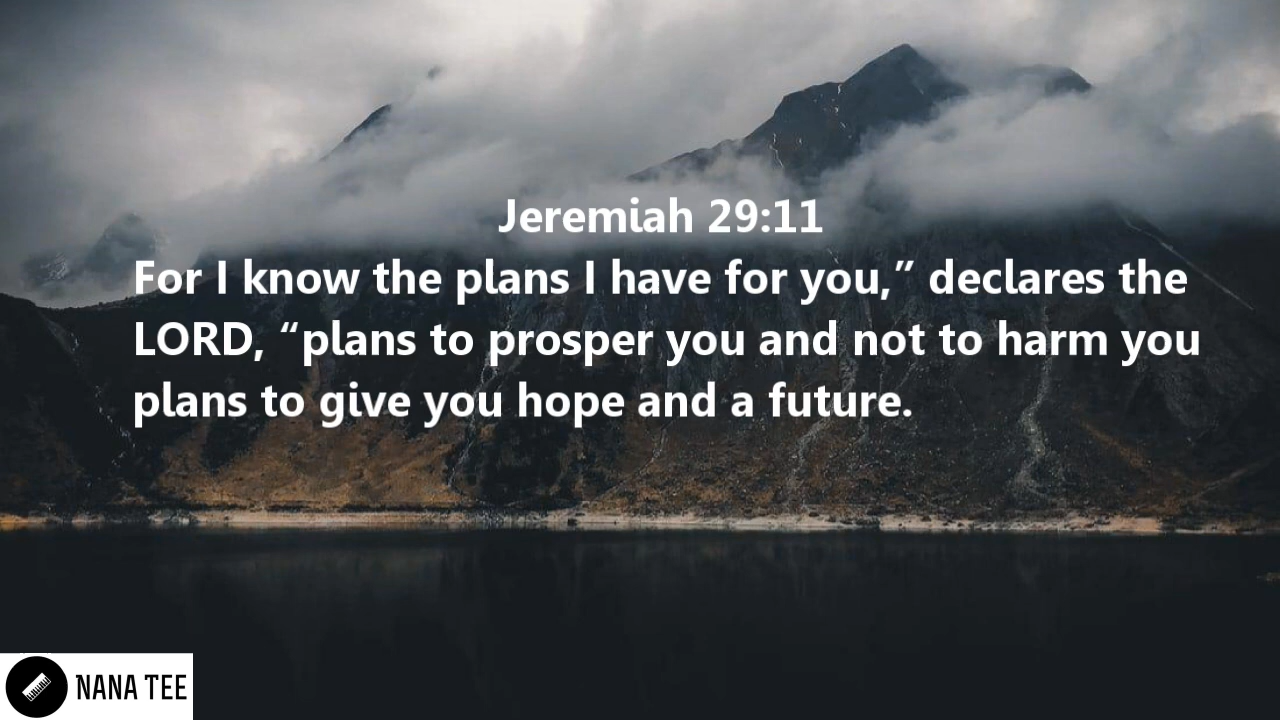 Jeremiah 29:11
For I know the plans I have for you,” declares the
LORD, “plans to prosper you and not to harm you
plans to give you hope and a future.
NANA TEE